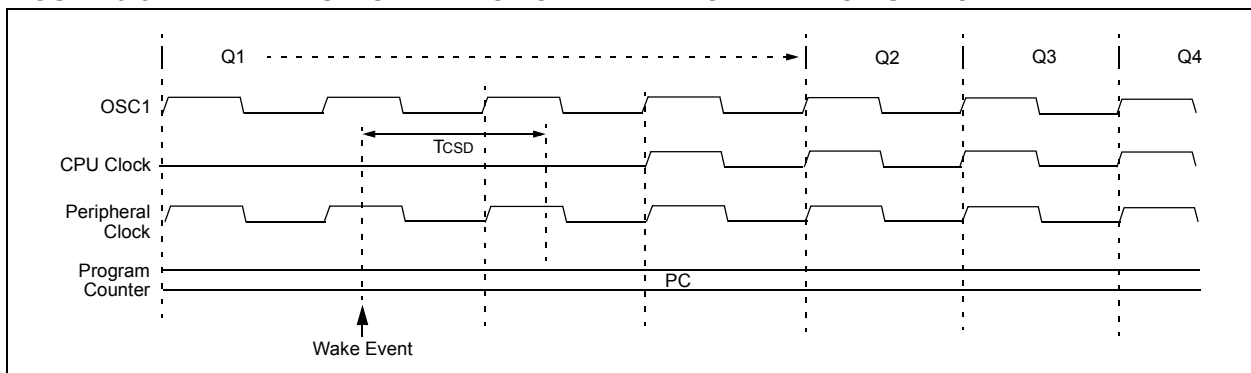 Q1
Q2
Q3
Q4
OSC1
TCSD
CPU Clock
Peripheral
Clock
Program
Counter
PC
Wake Event